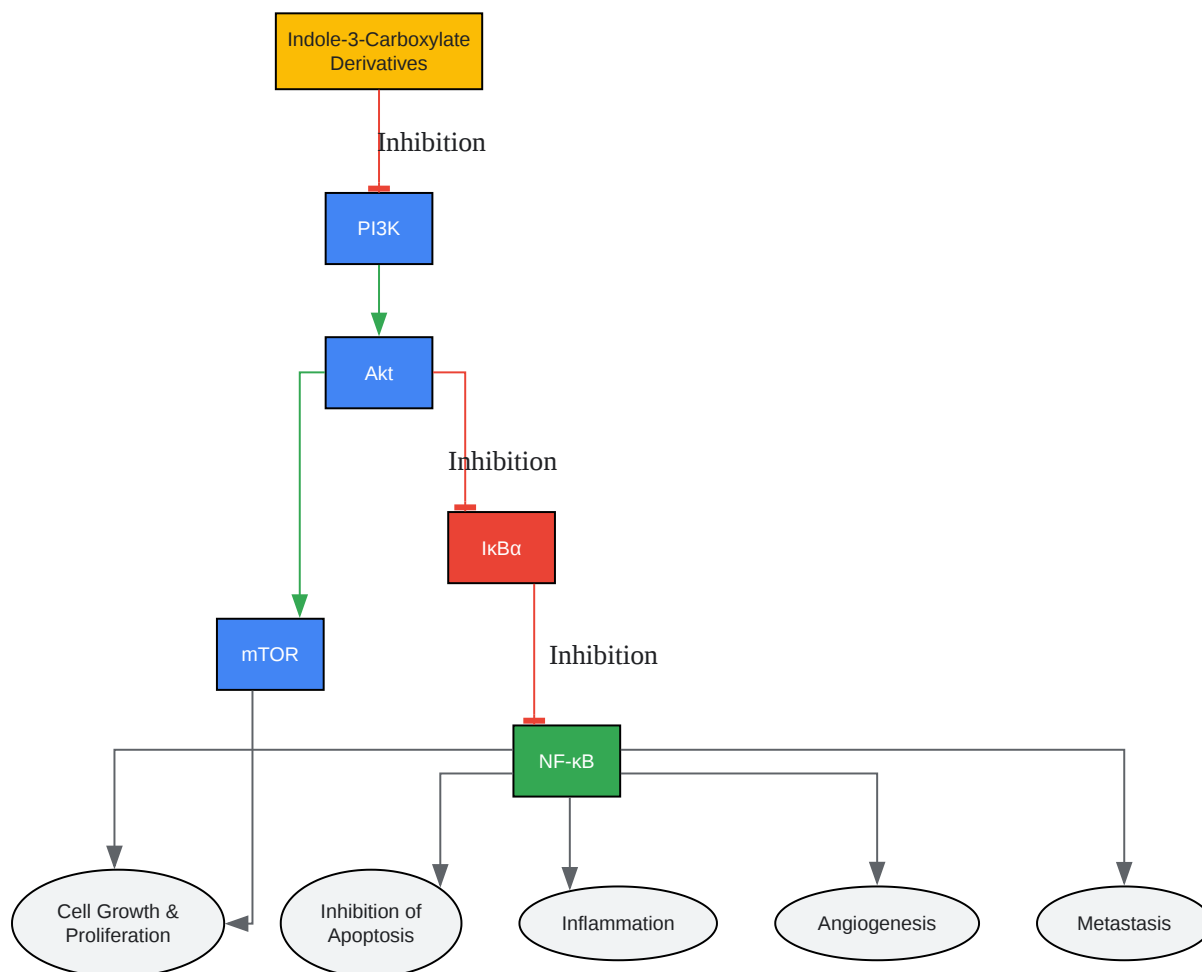 Indole-3-Carboxylate
Derivatives
Inhibition
PI3K
Akt
Inhibition
IκBα
mTOR
Inhibition
NF-κB
Cell Growth &
Proliferation
Inhibition of
Apoptosis
Inflammation
Angiogenesis
Metastasis